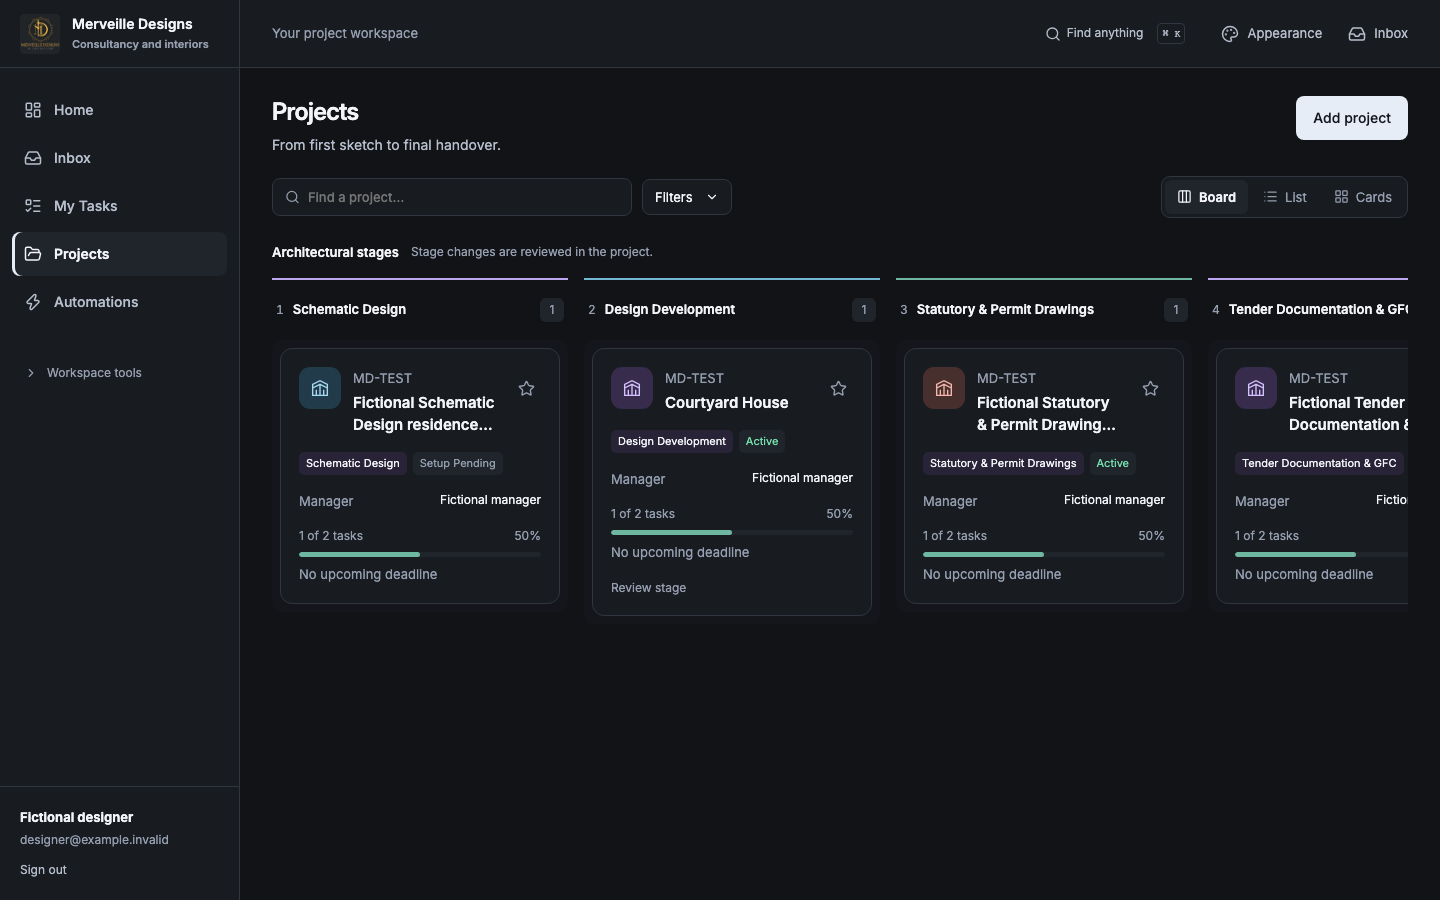 Merveille Designs
Consultancy and interiors
Your project workspace
Find anything
⌘ K
Appearance
Inbox
Home
Inbox
My Tasks
Projects
Automations
Workspace tools
Projects
From first sketch to final handover.
Add project
Find a project...
Filters
Board
List
Cards
Architectural stages
Stage changes are reviewed in the project.
1 Schematic Design 1
MD-TEST
Fictional Schematic
Design residence...
Schematic Design
Setup Pending
Manager
Fictional manager
1 of 2 tasks
50%
No upcoming deadline
2 Design Development 1
MD-TEST
Courtyard House
Design Development
Active
Manager
Fictional manager
1 of 2 tasks
50%
No upcoming deadline
Review stage
3 Statutory & Permit Drawings 1
MD-TEST
Fictional Statutory
& Permit Drawing...
Statutory & Permit Drawings
Active
Manager
Fictional manager
1 of 2 tasks
50%
No upcoming deadline
4 Tender Documentation & GF
MD-TEST
Fictional Tender
Documentation &
Tender Documentation & GFC
Manager
Fictio
1 of 2 tasks
No upcoming deadline
Fictional designer
designer@example.invalid
Sign out